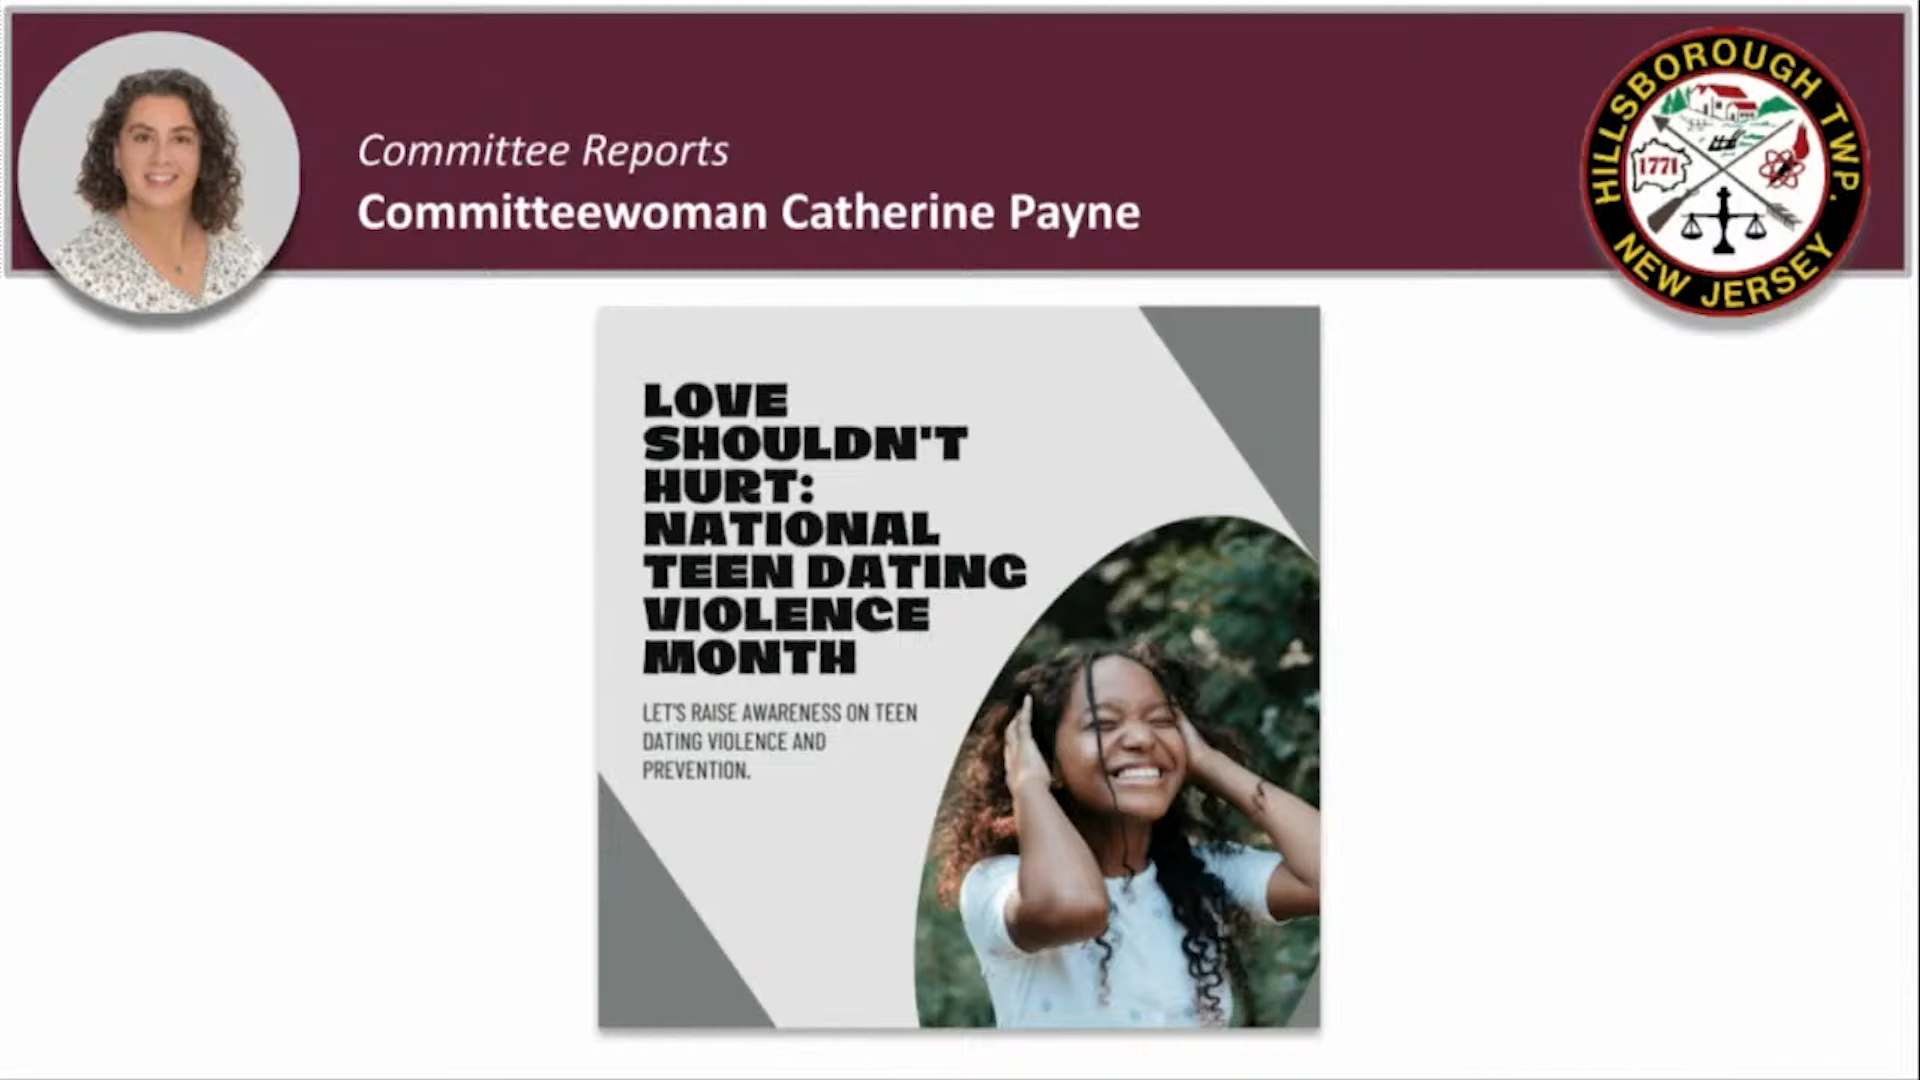 Committee Reports
Committeewoman Catherine Payne
HILLSBOROUGH TWP.
1771
NEW JERSEY
LOVE
SHOULDN'T
HURT:
NATIONAL
TEEN DATING
VIOLENCE
MONTH
LET'S RAISE AWARENESS ON TEEN
DATING VIOLENCE AND
PREVENTION.